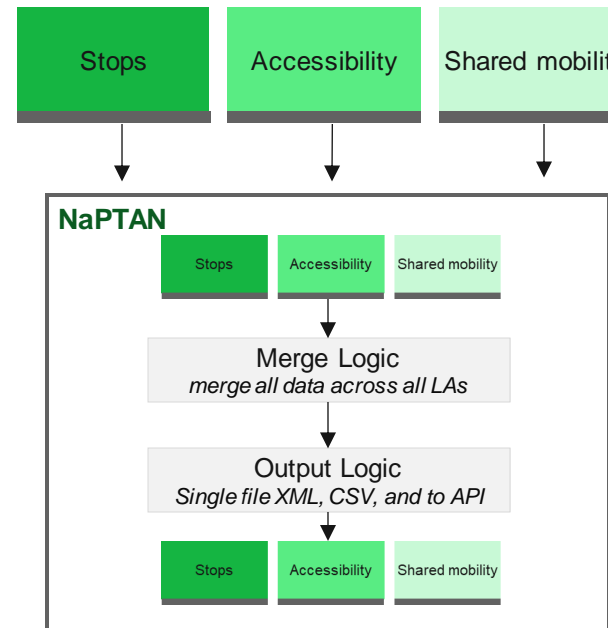 Stops
Accessibility
Shared mobilit
NaPTAN
Stops
Accessibility
Shared mobility
Merge Logic
merge all data across all LAs
Output Logic
Single file XML, CSV, and to API
Stops
Accessibility
Shared mobility